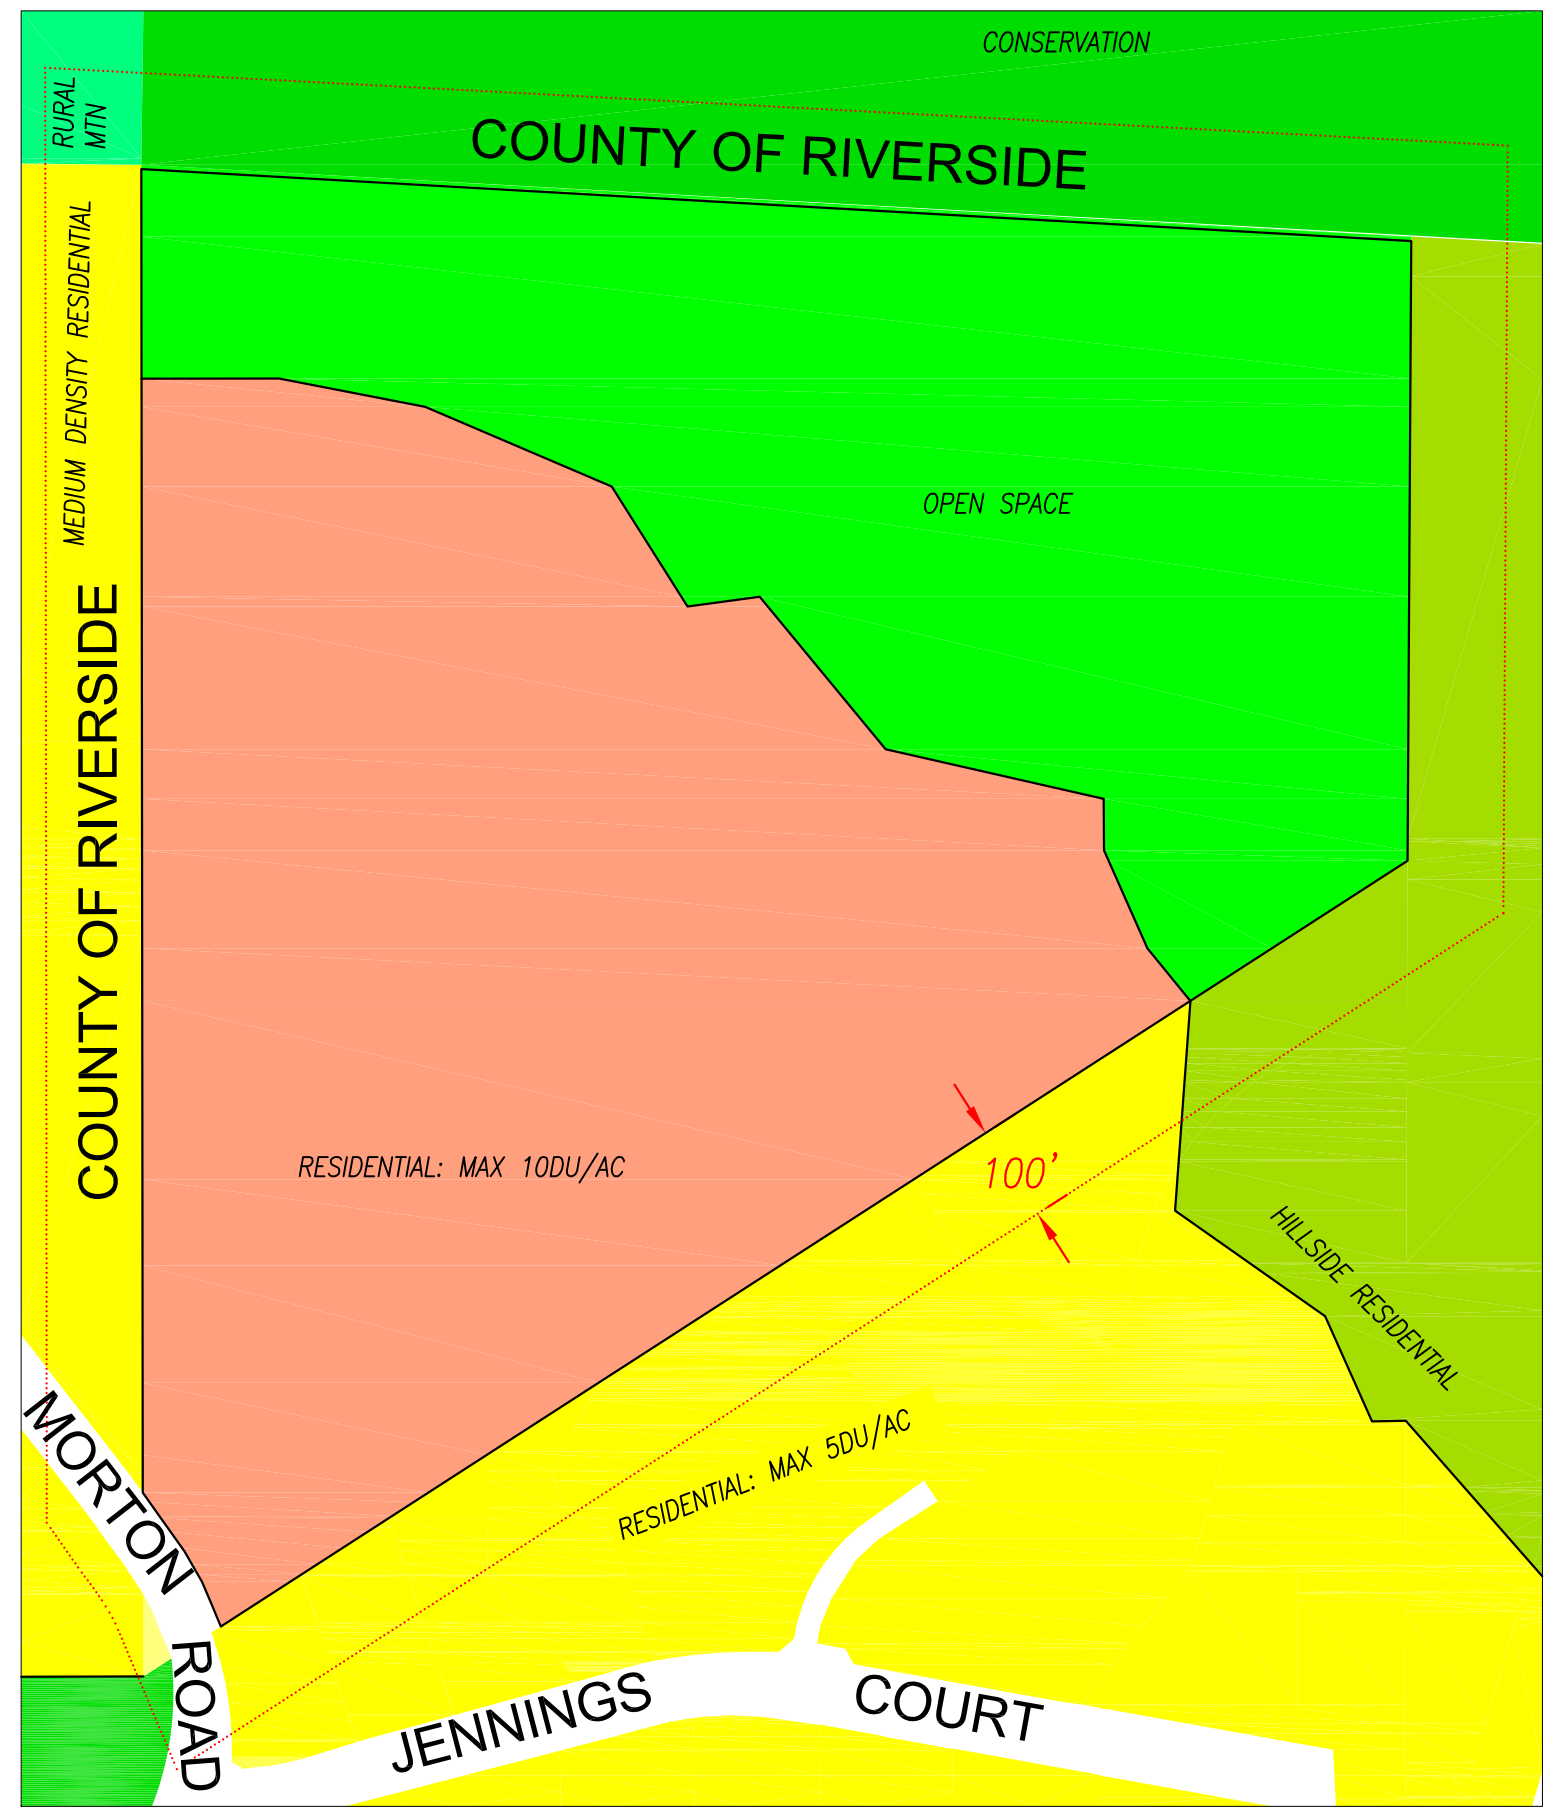 CONSERVATION
RURAL
MTN
COUNTY OF RIVERSIDE
MEDIUM DENSITY RESIDENTIAL
OPEN SPACE
COUNTY OF RIVERSIDE
RESIDENTIAL: MAX 10DU/AC
100'
HILLSIDE RESIDENTIAL
RESIDENTIAL: MAX 5DU/AC
MORTON
ROAD
JENNINGS COURT